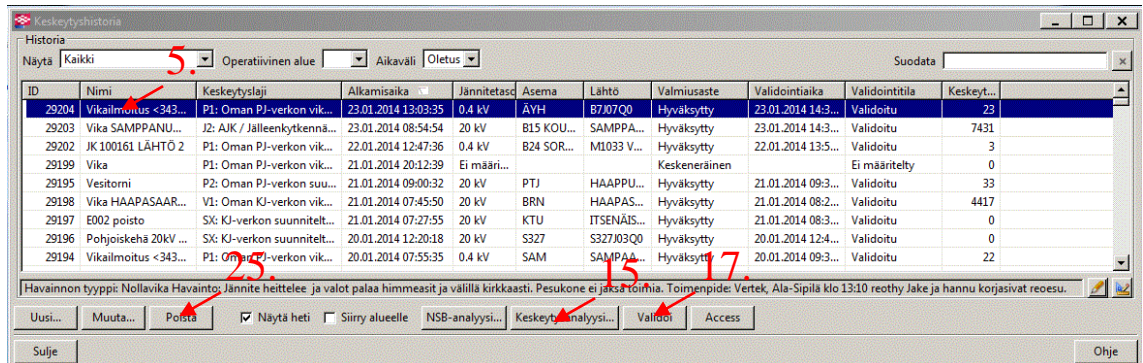 Keskeytyshistoria
Historia
Näytä Kaikki Operatiivinen alue Aikaväli Oletus Suodata
5.
ID Nimi Keskeytyslaji Alkamisaika Jännitetasc Asema Lähtö Valmiusaste Validointiaika Validointitila Keskeyt...
29204 Vikailmoitus <343... P1: Oman PJ-verkon vik... 23.01.2014 13:03:35 0.4 kV ÄYH B7J07Q0 Hyväksytty 23.01.2014 14:3... Validoitu 23
29203 Vika SAMPPANU... J2: AJK / Jälleenkytkennä... 23.01.2014 08:54:54 20 kV B15 KOU... SAMPPA... Hyväksytty 23.01.2014 14:3... Validoitu 7431
29202 JK 100161 LÄHTÖ 2 P1: Oman PJ-verkon vik... 22.01.2014 12:47:36 0.4 kV B24 SOR... M1033 V... Hyväksytty 22.01.2014 13:5... Validoitu 3
29199 Vika P1: Oman PJ-verkon vik... 21.01.2014 20:12:39 Ei määri... Keskeneräinen Ei määritelty 0
29195 Vesitorni P2: Oman PJ-verkon suu... 21.01.2014 09:00:32 20 kV PTJ HAAPPU... Hyväksytty 21.01.2014 09:3... Validoitu 33
29198 Vika HAAPASAAR... V1: Oman KJ-verkon vik... 21.01.2014 07:45:50 20 kV BRN HAAPAS... Hyväksytty 21.01.2014 08:2... Validoitu 4417
29197 E002 poisto SX: KJ-verkon suunnitelt... 21.01.2014 07:27:55 20 kV KTU ITSENÄIS... Hyväksytty 21.01.2014 08:3... Validoitu 0
29196 Pohjoiskehä 20kV ... SX: KJ-verkon suunnitelt... 20.01.2014 12:20:18 20 kV S327 S327J03Q0 Hyväksytty 20.01.2014 12:4... Validoitu 0
29194 Vikailmoitus <343... P1: Oman PJ-verkon vik... 20.01.2014 07:55:35 0.4 kV SAM SAMPAA... Hyväksytty 20.01.2014 09:3... Validoitu 22
25. 15. 17.
Havainnon tyyppi: Nollavika Havainto: Jännite heittelee ja valot palaa himmeasit ja välillä kirkkaasti. Pesukone ei jaksa toimia. Toimenpide: Vertek, Ala-Sipilä klo 13:10 reothy Jake ja hannu korjasivat reoesu.
Uusi... Muuta... Poista Näytä heti Siirry alueelle NSB-analyysi... Keskeytysanalyysi... Validoi Access
Sulje Ohje